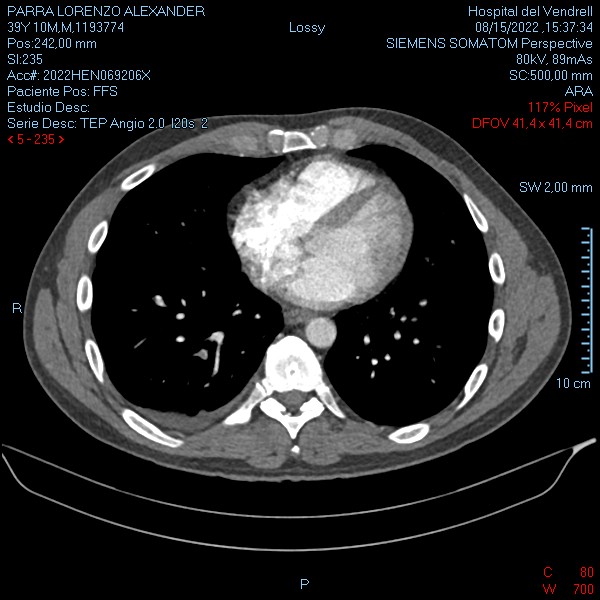 PARRA LORENZO ALEXANDER
39Y 10M,M,1193774
Pos:242,00 mm
SI:235
Acc#: 2022HEN069206X
Paciente Pos: FFS
Estudio Desc:
Serie Desc: TEP Angio 2.0 I20s 2
< 5 - 235 >
Lossy
Hospital del Vendrell
08/15/2022 ,15:37:34
SIEMENS SOMATOM Perspective
80kV, 89mAs
SC:500,00 mm
ARA
117% Pixel
DFOV 41,4 x 41,4 cm
SW 2,00 mm
R
10 cm
P
C 80
W 700